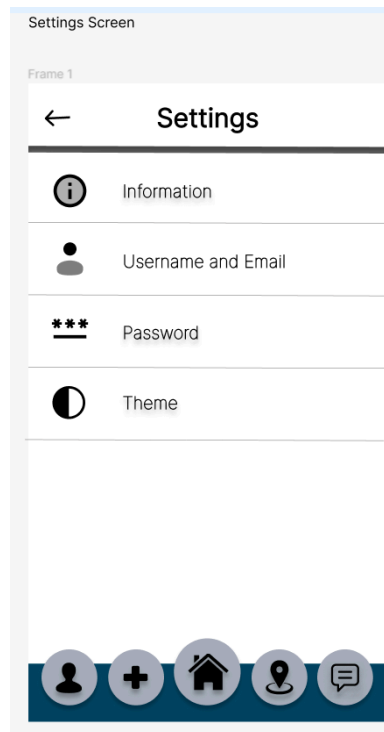 Settings Screen
Frame 1
Settings
Information
Username and Email
***
Password
Theme